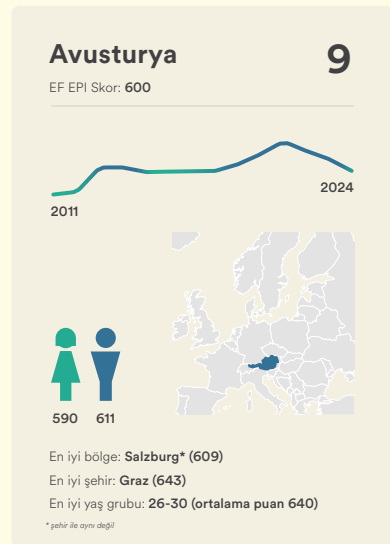 Avusturya
9
EF EPI Skor: 600
2024
2011
590 611
En iyi bölge: Salzburg* (609)
En iyi şehir: Graz (643)
En iyi yaş grubu: 26-30 (ortalama puan 640)
* şehir ile aynı değil